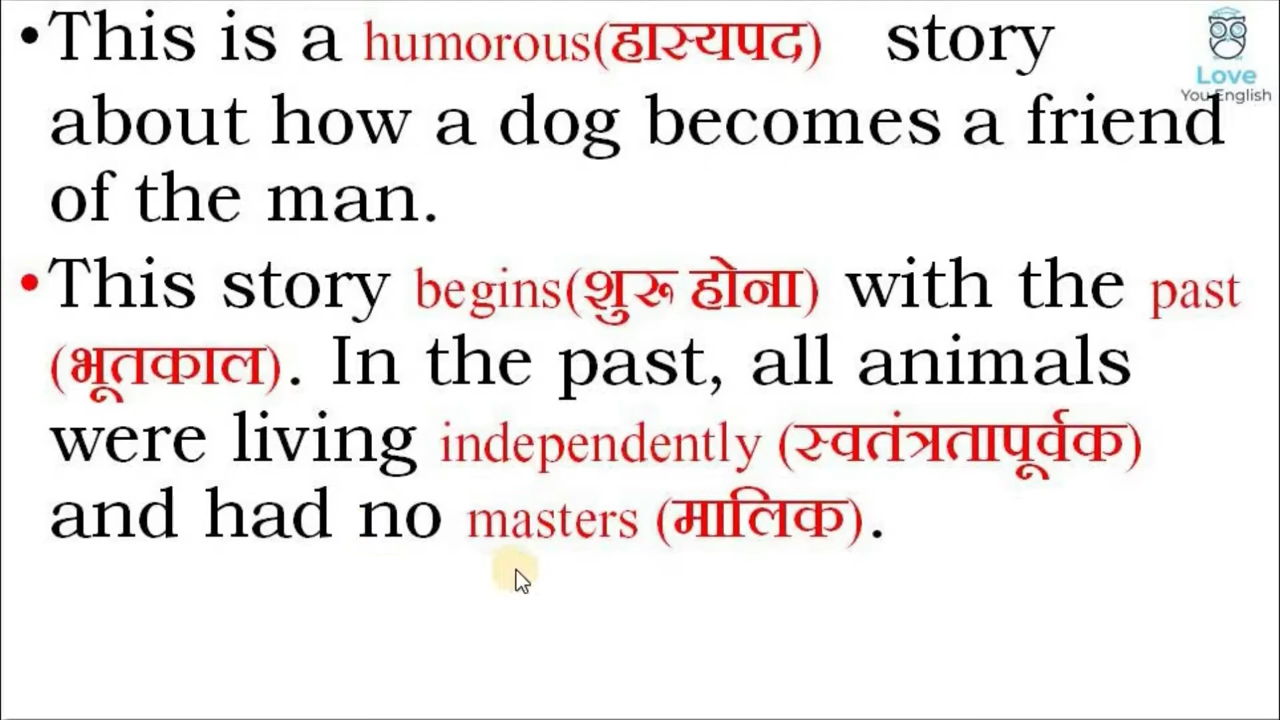 •This is a humorous(हास्यपद) story
about how a dog becomes a friend
of the man.
•This story begins(शुरू होना) with the past
(भूतकाल). In the past, all animals
were living independently (स्वतंत्रतापूर्वक)
and had no masters (मालिक).
Love
You English